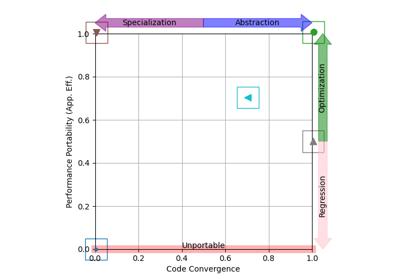 Specialization Abstraction
1.0
0.8
0.6
0.4
0.2
0.0
Performance Portability (App. Eff.)
Optimization
Regression
Unportable
0.0 0.2 0.4 0.6 0.8 1.0
Code Convergence